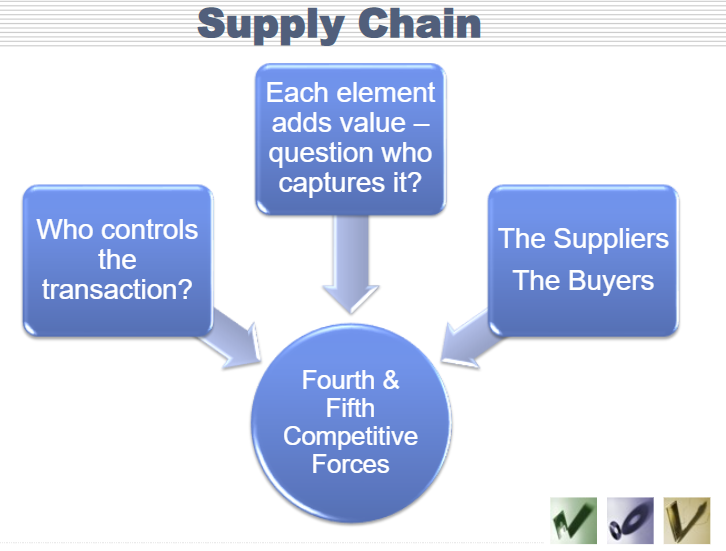 Supply Chain
Each element
adds value –
question who
captures it?
Who controls
the
transaction?
The Suppliers
The Buyers
Fourth &
Fifth
Competitive
Forces